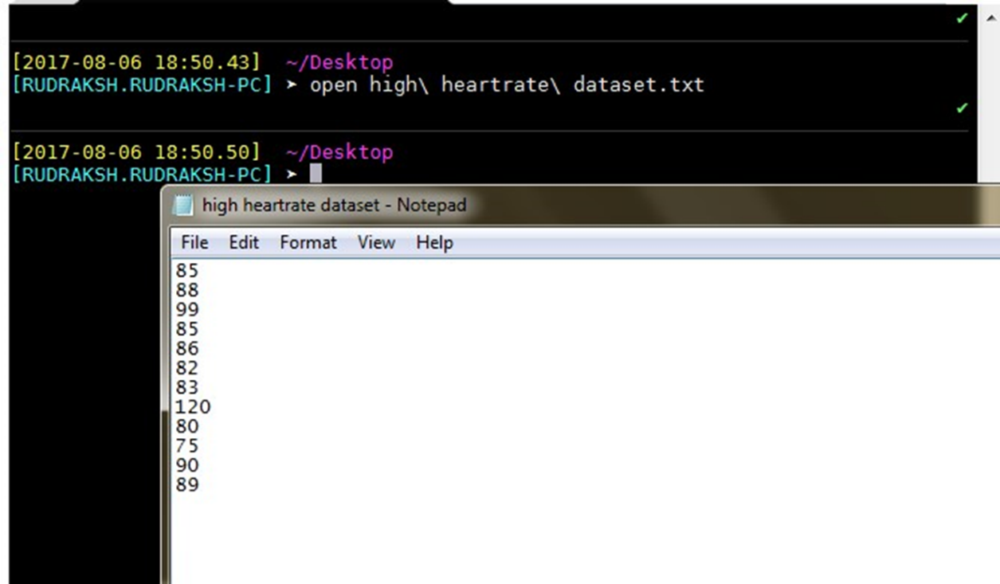 ✔
[2017-08-06 18:50.43] ~/Desktop
[RUDRAKSH.RUDRAKSH-PC] ➤ open high\ heartrate\ dataset.txt
✔
[2017-08-06 18:50.50] ~/Desktop
[RUDRAKSH.RUDRAKSH-PC] ➤
high heartrate dataset - Notepad
File Edit Format View Help
85
88
99
85
86
82
83
120
80
75
90
89